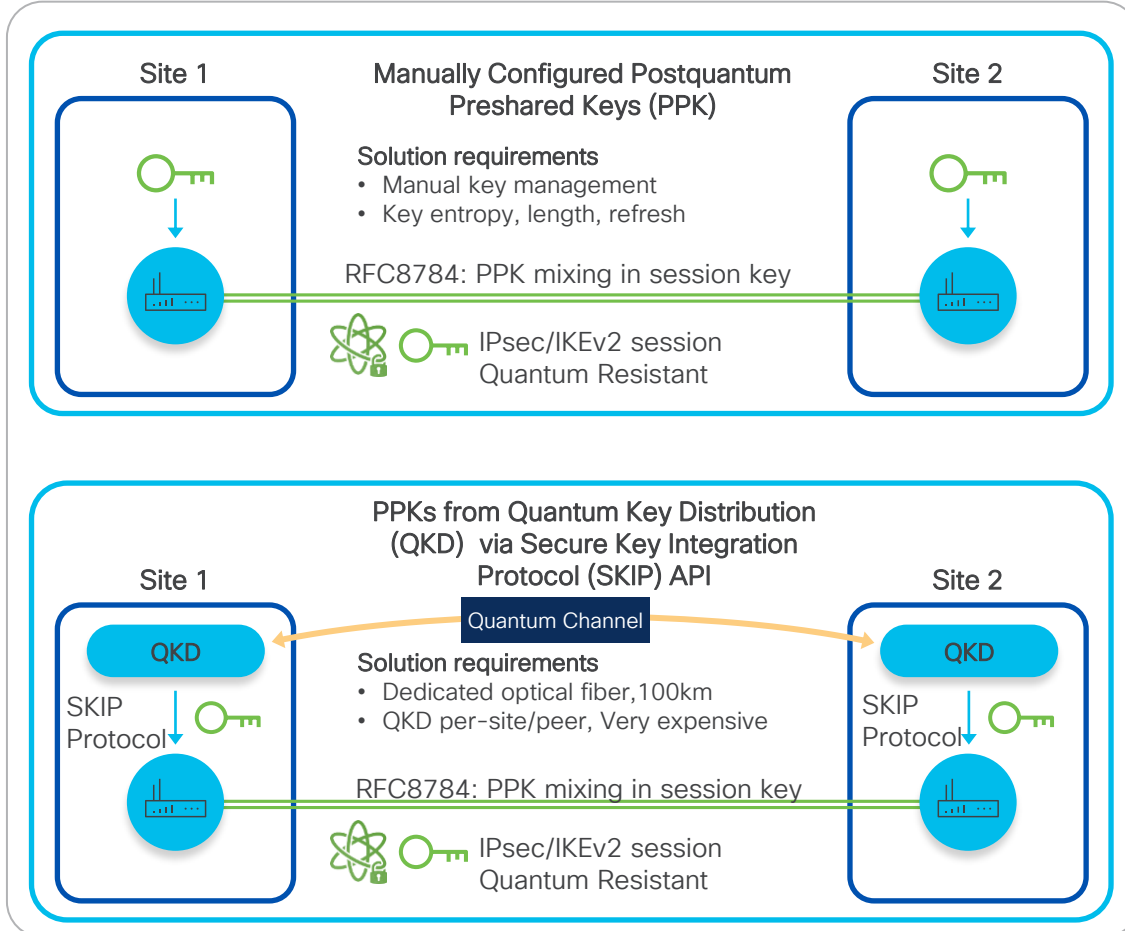 Site 1
Manually Configured Postquantum
Preshared Keys (PPK)
Site 2
Solution requirements
• Manual key management
• Key entropy, length, refresh
RFC8784: PPK mixing in session key
IPsec/IKEv2 session
Quantum Resistant
PPKs from Quantum Key Distribution
(QKD) via Secure Key Integration
Protocol (SKIP) API
Site 1
Site 2
Quantum Channel
QKD
QKD
Solution requirements
• Dedicated optical fiber,100km
• QKD per-site/peer, Very expensive
SKIP
Protocol
SKIP
Protocol
RFC8784: PPK mixing in session key
IPsec/IKEv2 session
Quantum Resistant